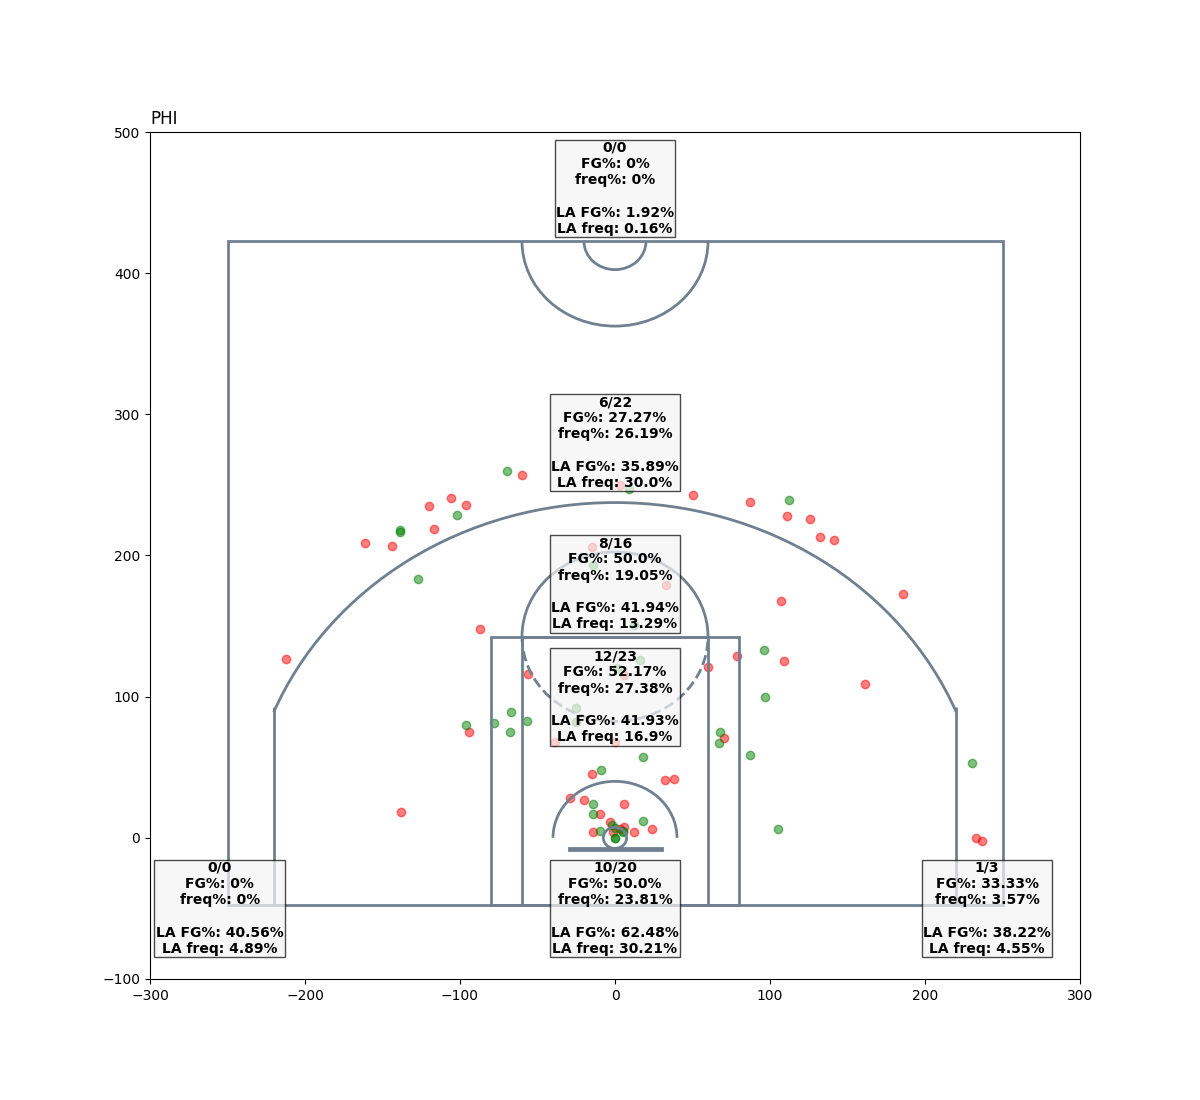 PHI
500
400
300
200
100
0
−100
−300
−200
−100
0
100
200
300
0/0
FG%: 0%
freq%: 0%
LA FG%: 1.92%
LA freq: 0.16%
6/22
FG%: 27.27%
freq%: 26.19%
LA FG%: 35.89%
LA freq: 30.0%
8/16
FG%: 50.0%
freq%: 19.05%
LA FG%: 41.94%
LA freq: 13.29%
12/23
FG%: 52.17%
freq%: 27.38%
LA FG%: 41.93%
LA freq: 16.9%
0/0
FG%: 0%
freq%: 0%
LA FG%: 40.56%
LA freq: 4.89%
10/20
FG%: 50.0%
freq%: 23.81%
LA FG%: 62.48%
LA freq: 30.21%
1/3
FG%: 33.33%
freq%: 3.57%
LA FG%: 38.22%
LA freq: 4.55%